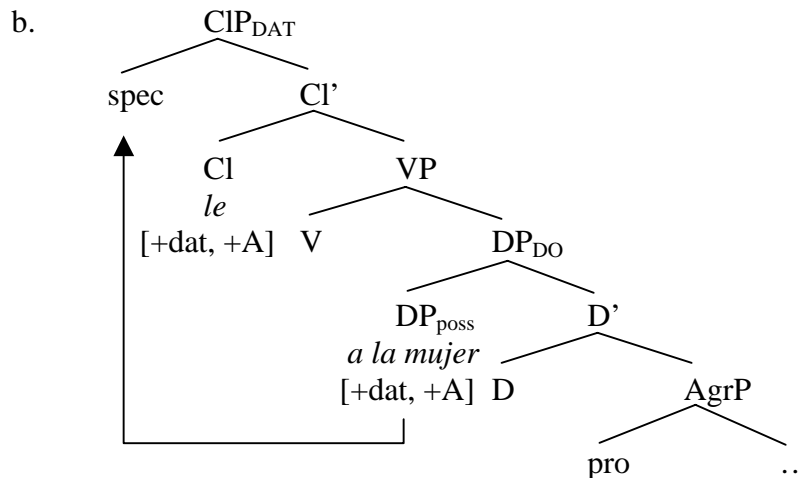 b. ClP_DAT
spec Cl’
Cl VP
le
[+dat, +A] V DP_DO
DP_poss D’
a la mujer
[+dat, +A] D AgrP
pro ..